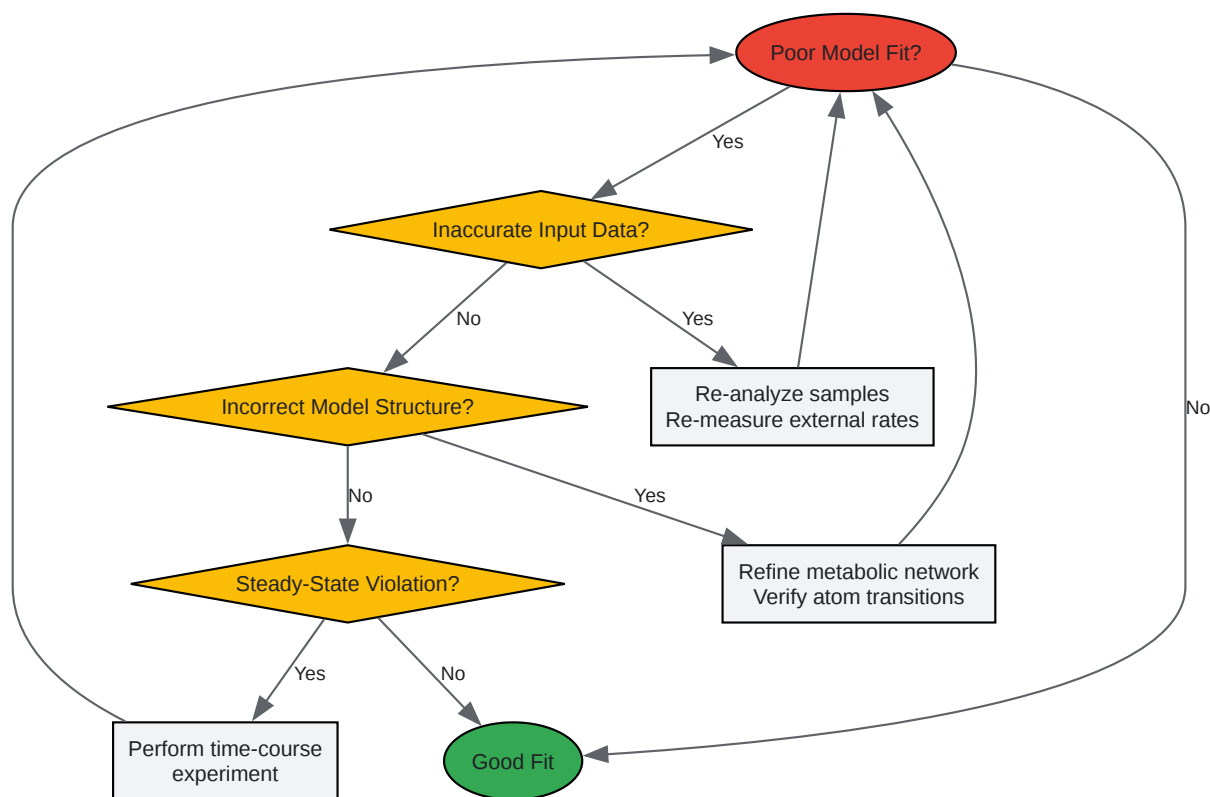 Poor Model Fit?
Yes
Inaccurate Input Data?
No
Yes
Re-analyze samples
Re-measure external rates
No
Incorrect Model Structure?
No
Yes
Refine metabolic network
Verify atom transitions
Steady-State Violation?
Yes
No
Perform time-course
experiment
Good Fit